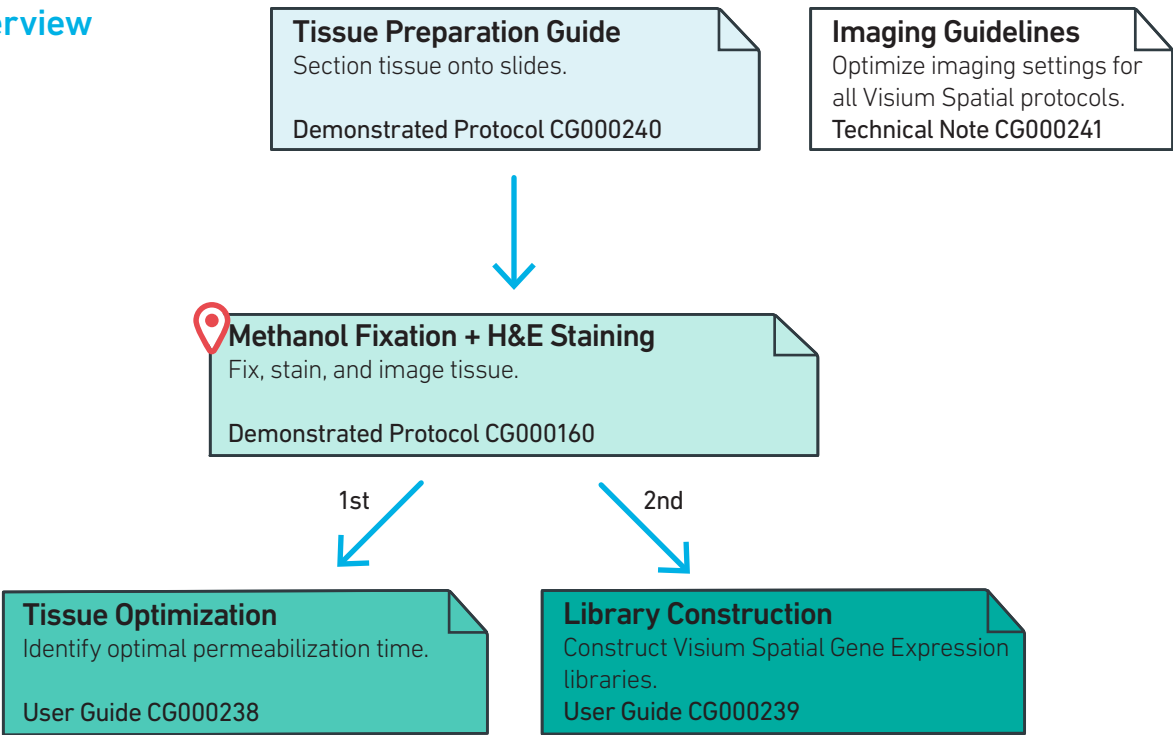 Tissue Preparation Guide
Section tissue onto slides.
Demonstrated Protocol CG000240
Imaging Guidelines
Optimize imaging settings for
all Visium Spatial protocols.
Technical Note CG000241
Methanol Fixation + H&E Staining
Fix, stain, and image tissue.
Demonstrated Protocol CG000160
1st
2nd
Tissue Optimization
Identify optimal permeabilization time.
User Guide CG000238
Library Construction
Construct Visium Spatial Gene Expression
libraries.
User Guide CG000239